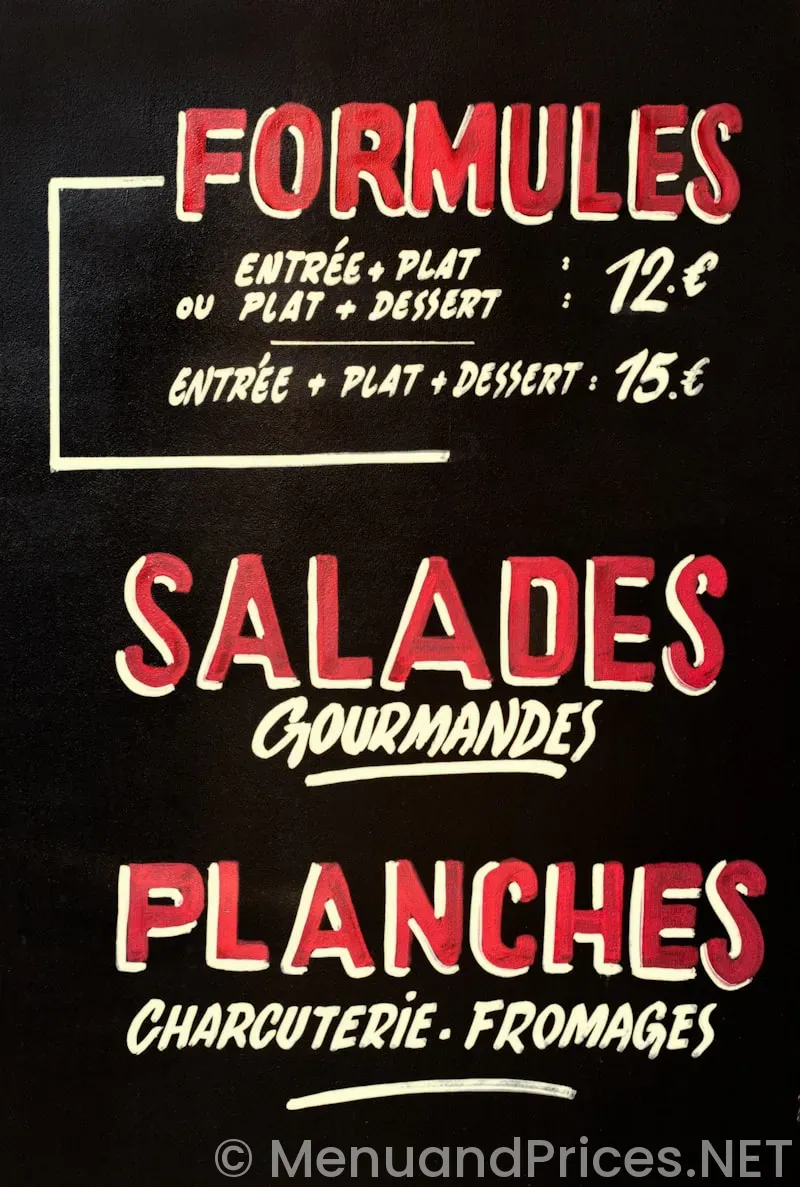 FORMULES
ENTRÉE + PLAT : 12.€
OU PLAT + DESSERT :
ENTRÉE + PLAT + DESSERT : 15.€
SALADES
GOURMANDES
PLANCHES
CHARCUTERIE . FROMAGES
© MenuandPrices.NET